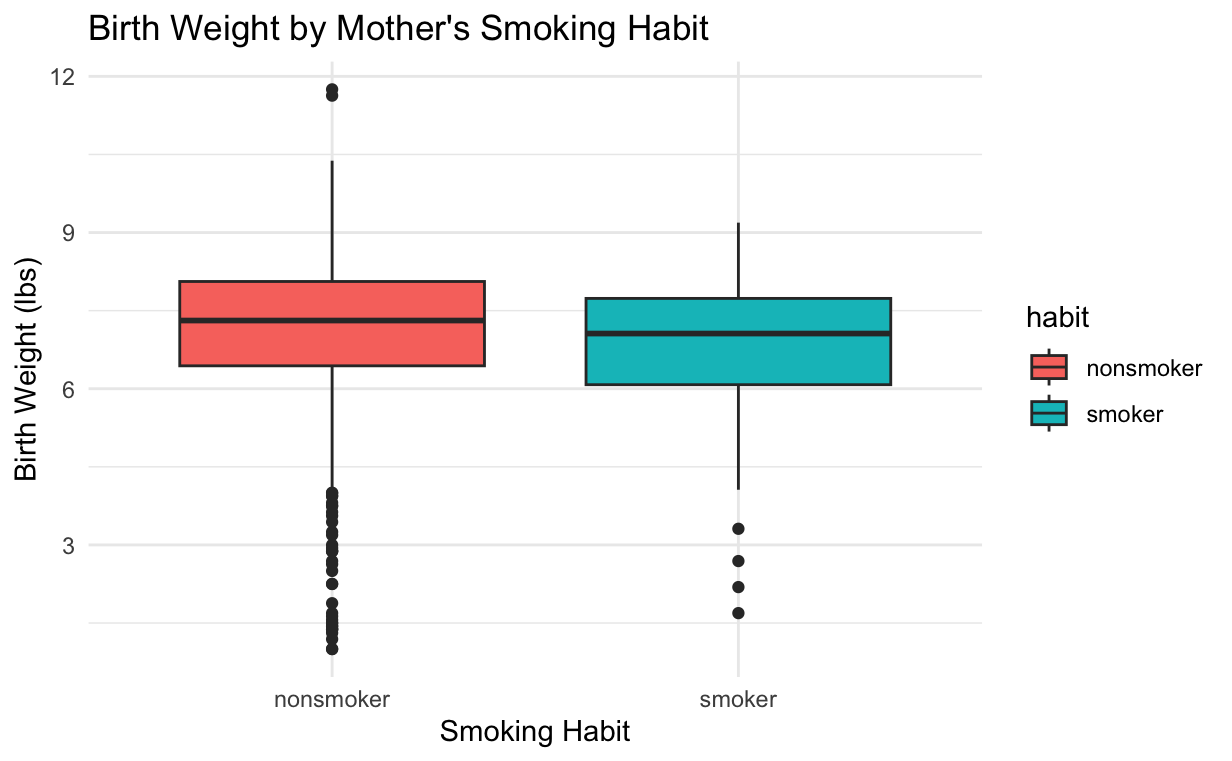 Birth Weight by Mother's Smoking Habit
12
9
6
3
Birth Weight (lbs)
nonsmoker
smoker
Smoking Habit
habit
nonsmoker
smoker